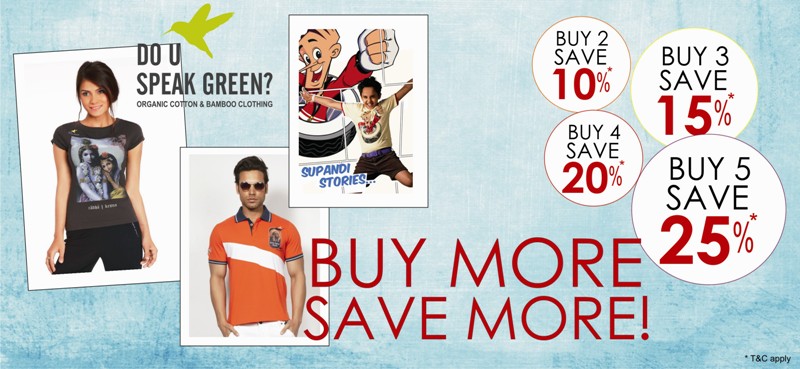 DO U
SPEAK GREEN?
ORGANIC COTTON & BAMBOO CLOTHING
SUPANDI
STORIES...
BUY 2
SAVE
10%*
BUY 3
SAVE
15%*
BUY 4
SAVE
20%*
BUY 5
SAVE
25%*
BUY MORE
SAVE MORE!
* T&C apply